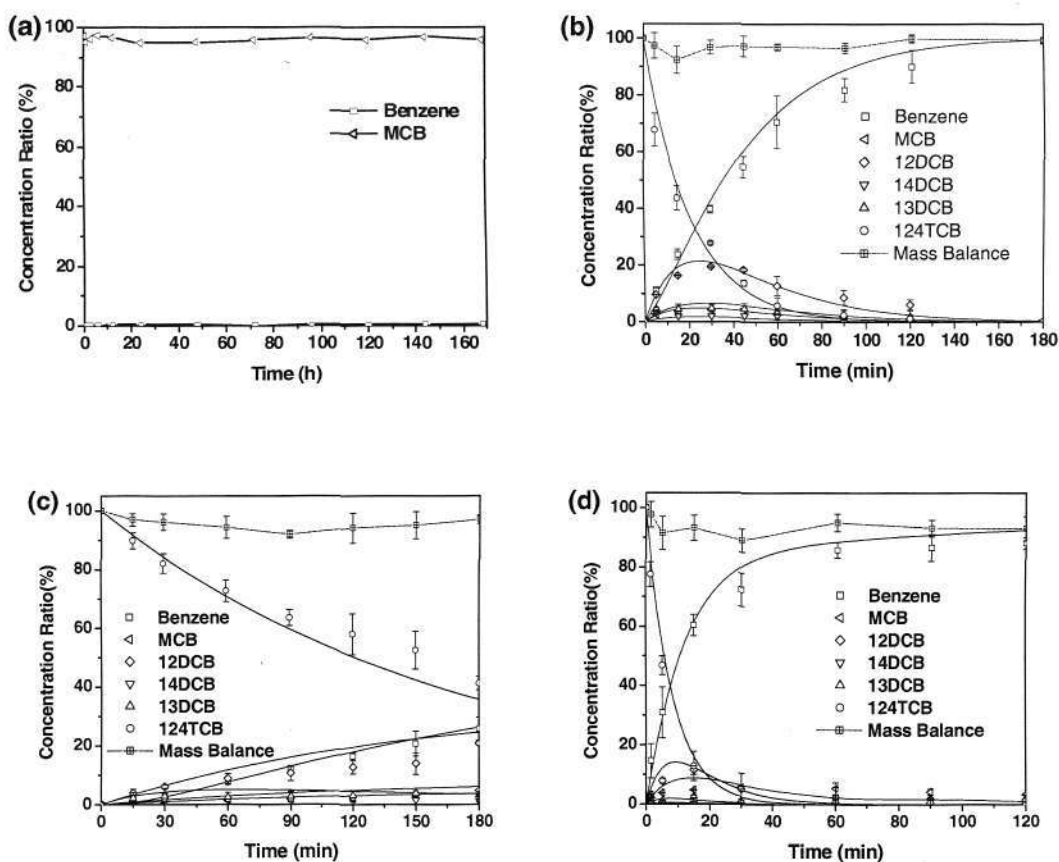 (a)
100
80
60
40
20
0
Concentration Ratio (%)
Benzene
MCB
0 20 40 60 80 100 120 140 160
Time (h)
(b)
100
80
60
40
20
0
Concentration Ratio(%)
Benzene
MCB
12DCB
14DCB
13DCB
124TCB
Mass Balance
0 20 40 60 80 100 120 140 160 180
Time (min)
(c)
100
80
60
40
20
0
Concentration Ratio(%)
Benzene
MCB
12DCB
14DCB
13DCB
124TCB
Mass Balance
0 30 60 90 120 150 180
Time (min)
(d)
100
80
60
40
20
0
Concentration Ratio(%)
Benzene
MCB
12DCB
14DCB
13DCB
124TCB
Mass Balance
0 20 40 60 80 100 120
Time (min)